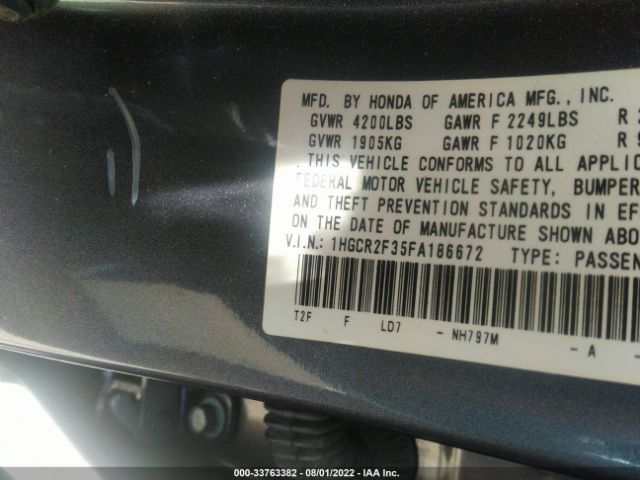 MFD. BY HONDA OF AMERICA MFG., INC.
GVWR 4200LBS GAWR F 2249LBS R
GVWR 1905KG GAWR F 1020KG R
THIS VEHICLE CONFORMS TO ALL APPLIC
FEDERAL MOTOR VEHICLE SAFETY, BUMPER
AND THEFT PREVENTION STANDARDS IN EF
ON THE DATE OF MANUFACTURE SHOWN ABO
V.I.N.: 1HGCR2F35FA186672 TYPE: PASSEN
T2F F LD7 - NH797M - A
000-33763382 - 08/01/2022 - IAA Inc.